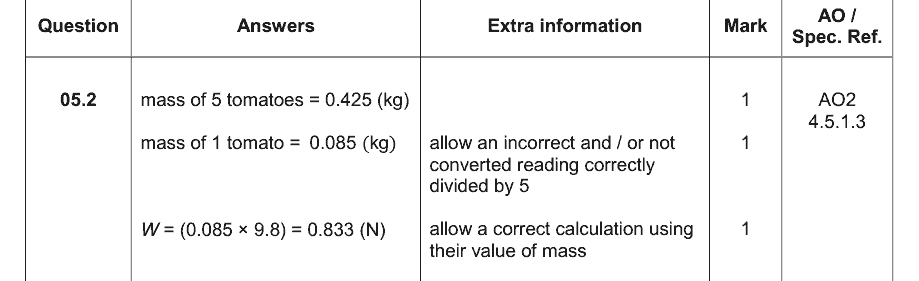 Question Answers Extra information Mark AO /
Spec. Ref.
05.2 mass of 5 tomatoes = 0.425 (kg) 1 AO2
4.5.1.3
mass of 1 tomato = 0.085 (kg) allow an incorrect and / or not 1
converted reading correctly
divided by 5
W = (0.085 × 9.8) = 0.833 (N) allow a correct calculation using 1
their value of mass